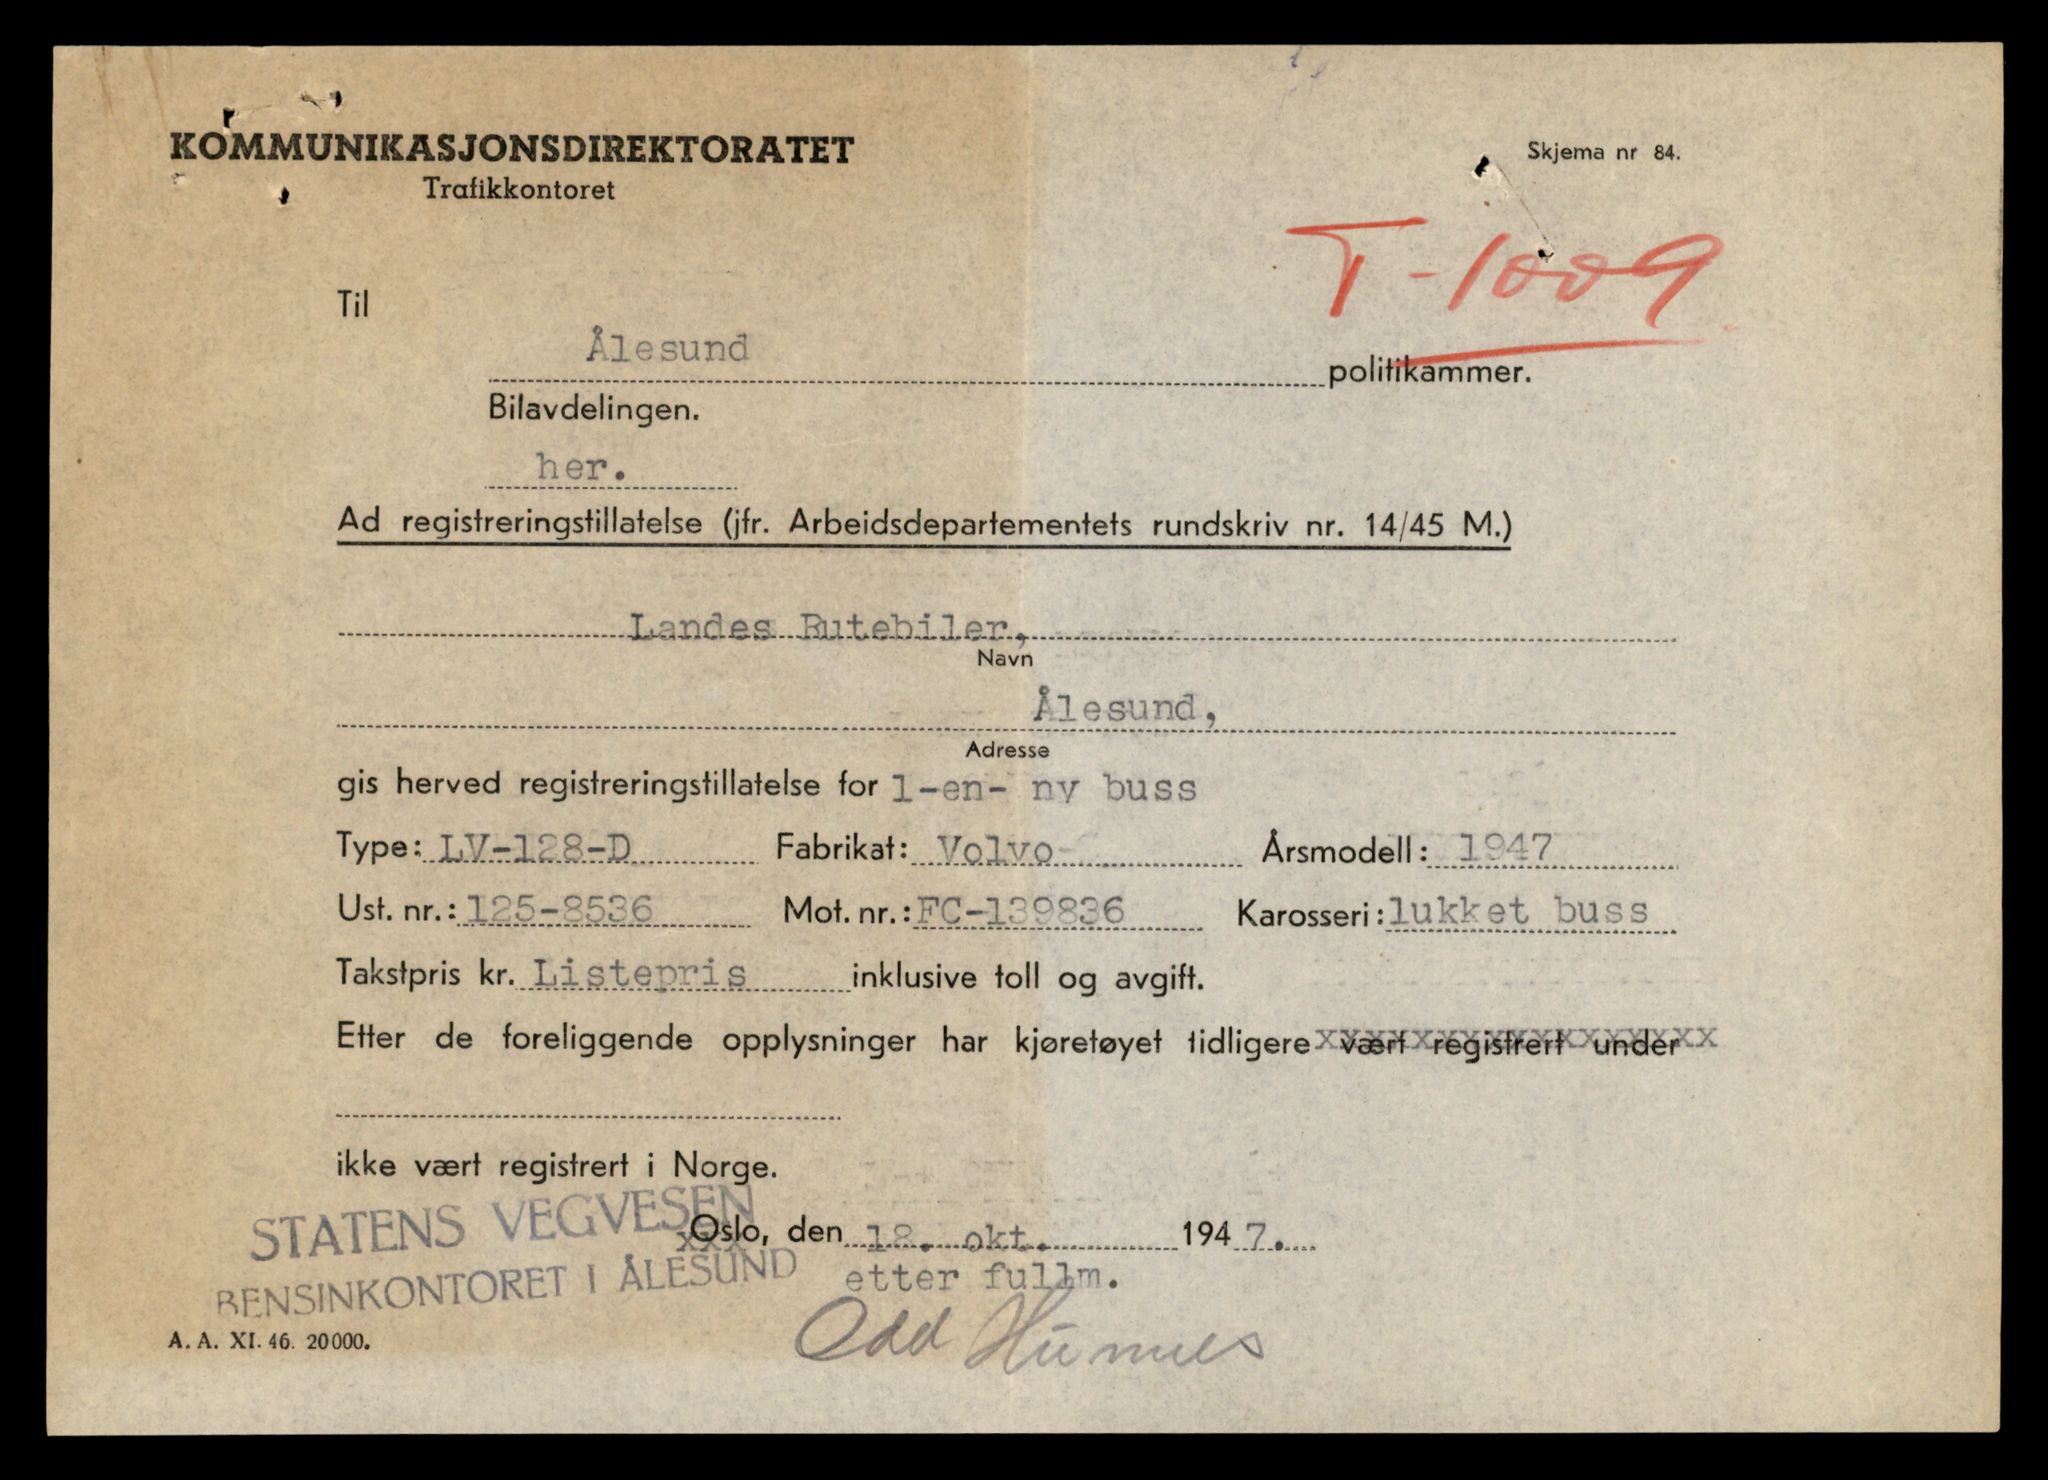 KOMMUNIKASJONSDIREKTORATET
Trafikkontoret
Skjema nr 84.
T-1009
Til
Ålesund politikammer.
Bilavdelingen.
her.
Ad registreringstillatelse (jfr. Arbeidsdepartementets rundskriv nr. 14/45 M.)
Landes Rutebiler,
Navn
Ålesund,
Adresse
gis herved registreringstillatelse for 1-en- ny buss
Type: LV-128-D Fabrikat: Volvo Årsmodell: 1947
Ust. nr.: 125-8536 Mot. nr.: FC-139836 Karosseri: lukket buss
Takstpris kr. Listepris inklusive toll og avgift.
Etter de foreliggende opplysninger har kjøretøyet tidligere vært registrert under
ikke vært registrert i Norge.
STATENS VEGVESEN
Oslo, den 18. okt. 1947.
BENSINKONTORET I ÅLESUND
etter fullm.
Odd
A. A. XI. 46. 20000.